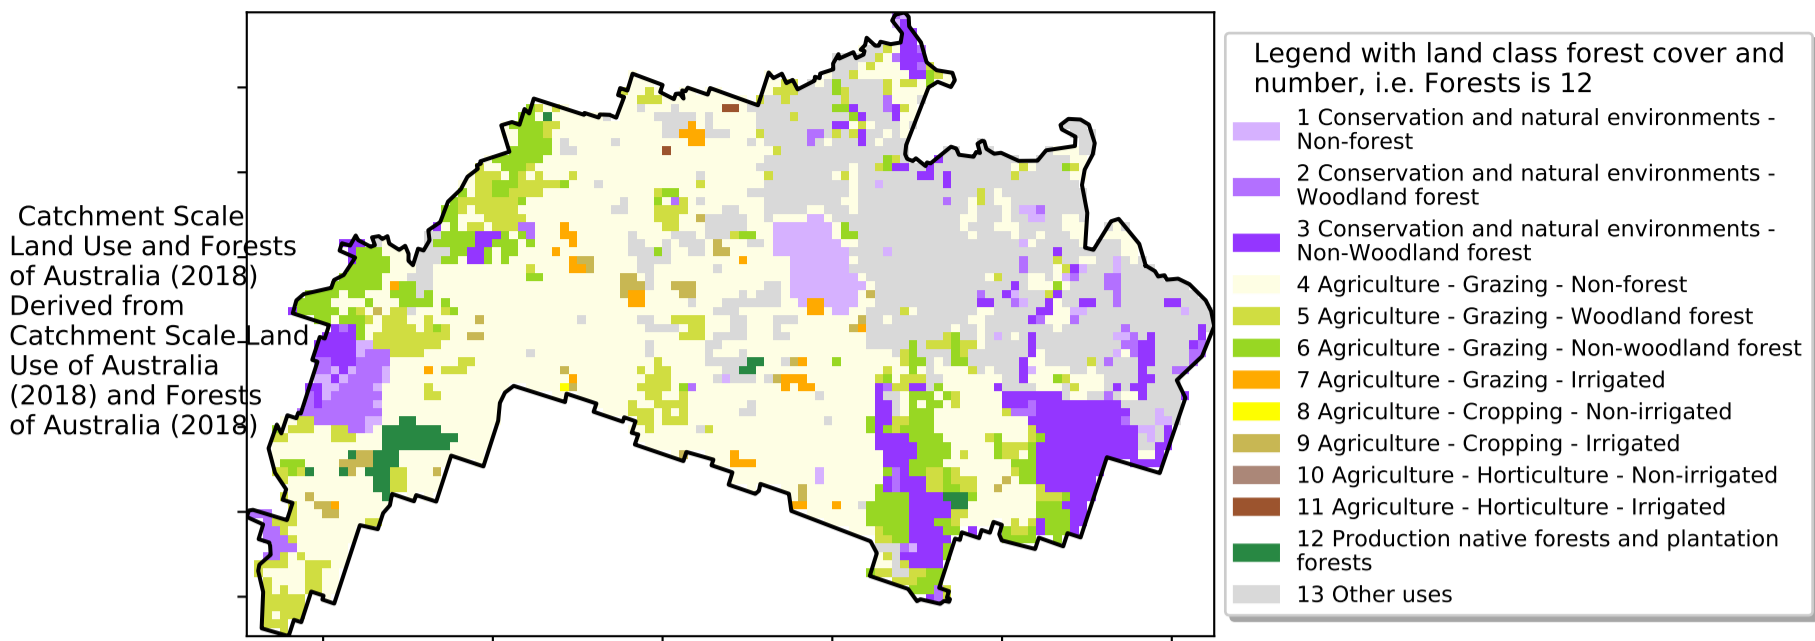 Catchment Scale
Land Use and Forests
of Australia (2018)
Derived from
Catchment Scale Land
Use of Australia
(2018) and Forests
of Australia (2018)
Legend with land class forest cover and
number, i.e. Forests is 12
1 Conservation and natural environments -
Non-forest
2 Conservation and natural environments -
Woodland forest
3 Conservation and natural environments -
Non-Woodland forest
4 Agriculture - Grazing - Non-forest
5 Agriculture - Grazing - Woodland forest
6 Agriculture - Grazing - Non-woodland forest
7 Agriculture - Grazing - Irrigated
8 Agriculture - Cropping - Non-irrigated
9 Agriculture - Cropping - Irrigated
10 Agriculture - Horticulture - Non-irrigated
11 Agriculture - Horticulture - Irrigated
12 Production native forests and plantation
forests
13 Other uses